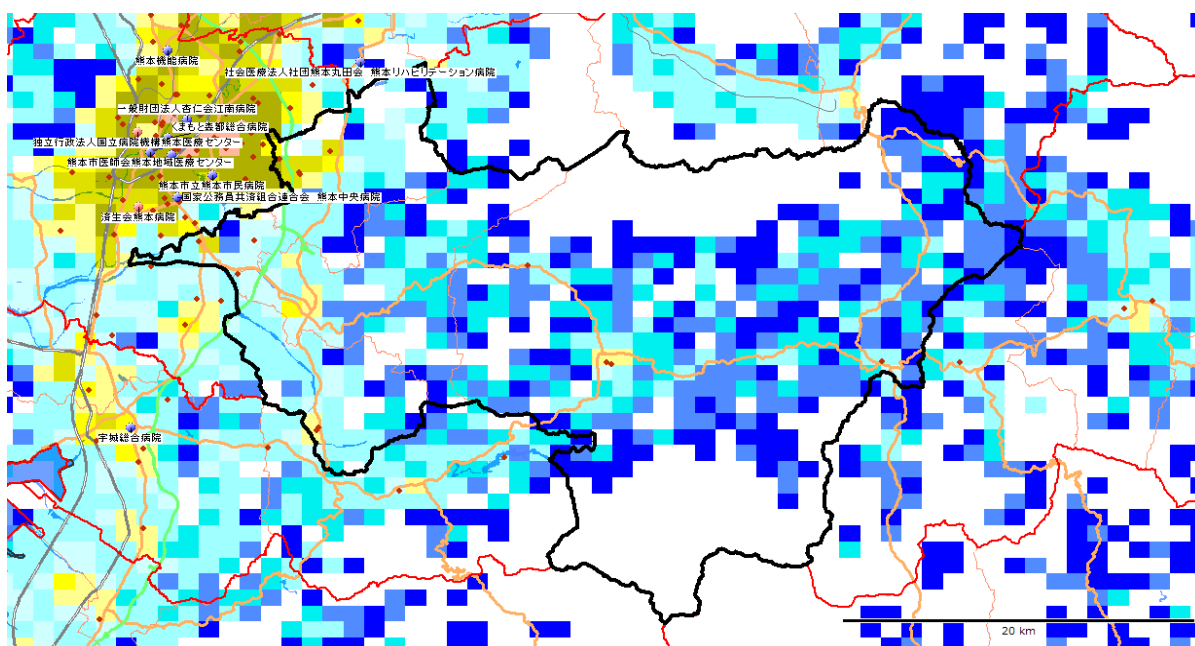 熊本機能病院
社会医療法人社団熊本丸田会 熊本リハビリテーション病院
一般財団法人杏仁会江南病院
くまもと森都総合病院
独立行政法人国立病院機構熊本医療センター
熊本市医師会熊本地域医療センター
熊本市立熊本市民病院
国家公務員共済組合連合会 熊本中央病院
済生会熊本病院
宇城総合病院
20 km